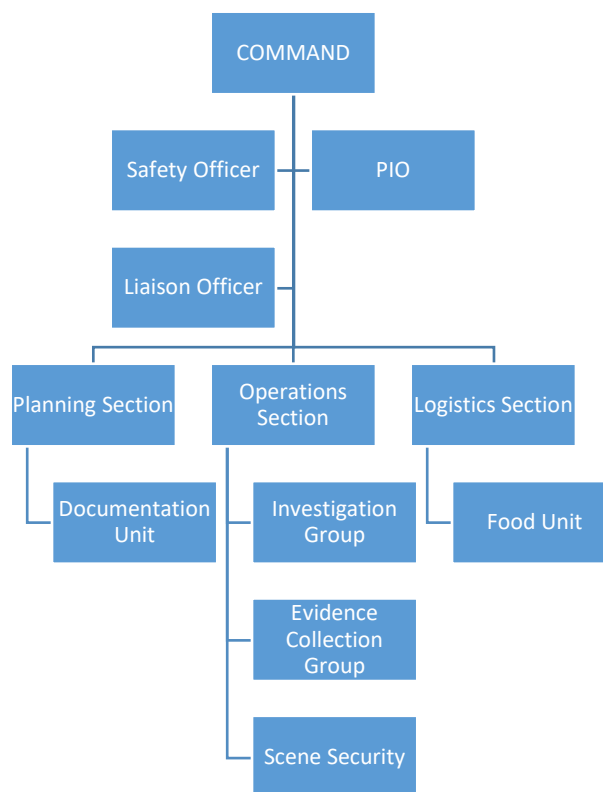 COMMAND
Safety Officer
PIO
Liaison Officer
Planning Section
Operations
Section
Logistics Section
Documentation
Unit
Investigation
Group
Food Unit
Evidence
Collection
Group
Scene Security